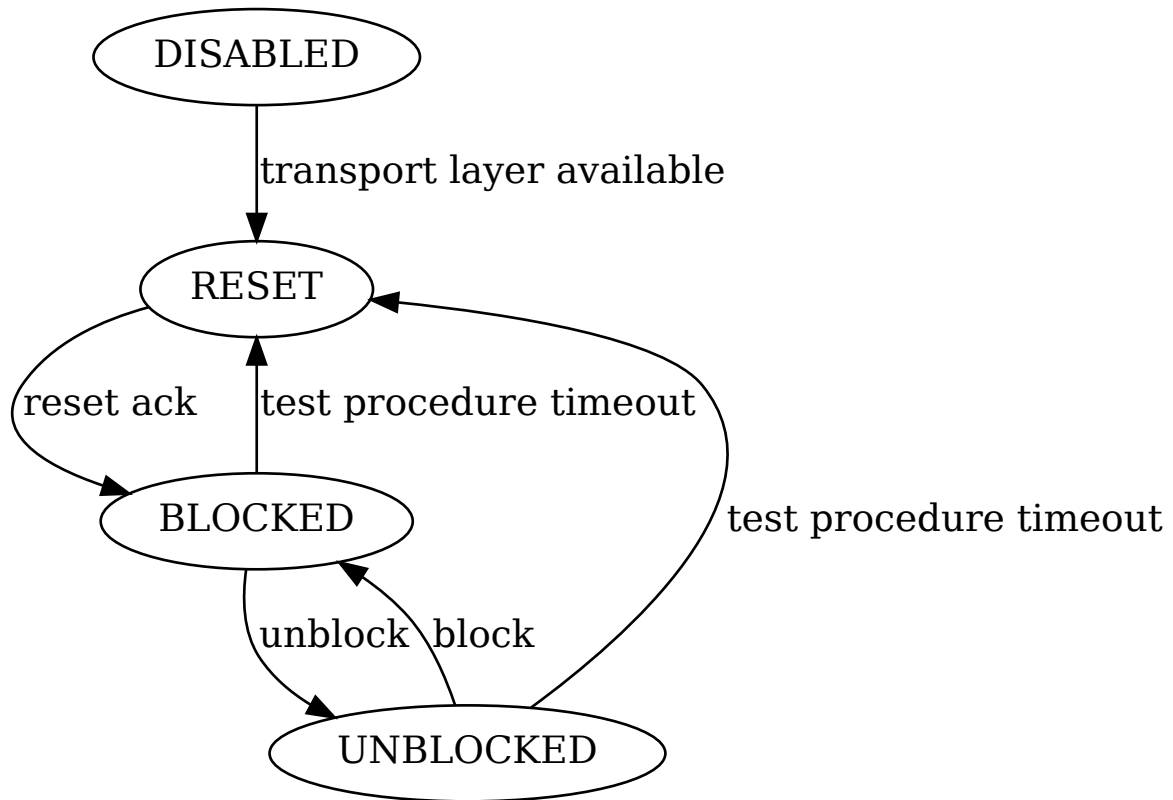 DISABLED
transport layer available
RESET
reset ack
test procedure timeout
BLOCKED
test procedure timeout
unblock
block
UNBLOCKED